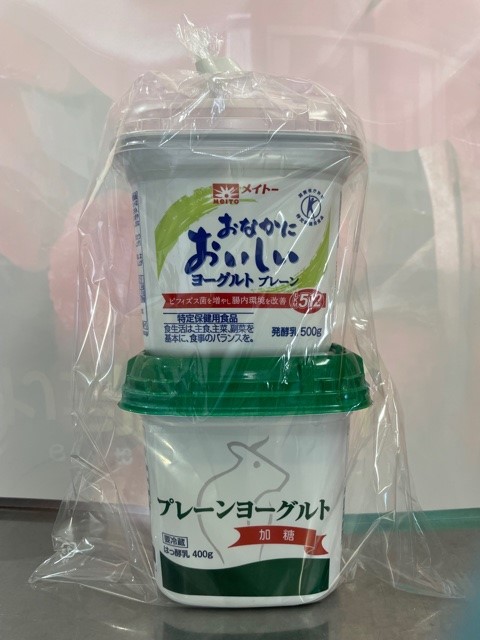 メイトー
MEITO
おなかに
おいしい
ヨーグルト プレーン
ビフィズス菌を増やし、腸内環境を改善
特定保健用食品
食生活は、主食、主菜、副菜を
基本に、食事のバランスを。
発酵乳 500g
プレーンヨーグルト
加糖
要冷蔵
はっ酵乳 400g